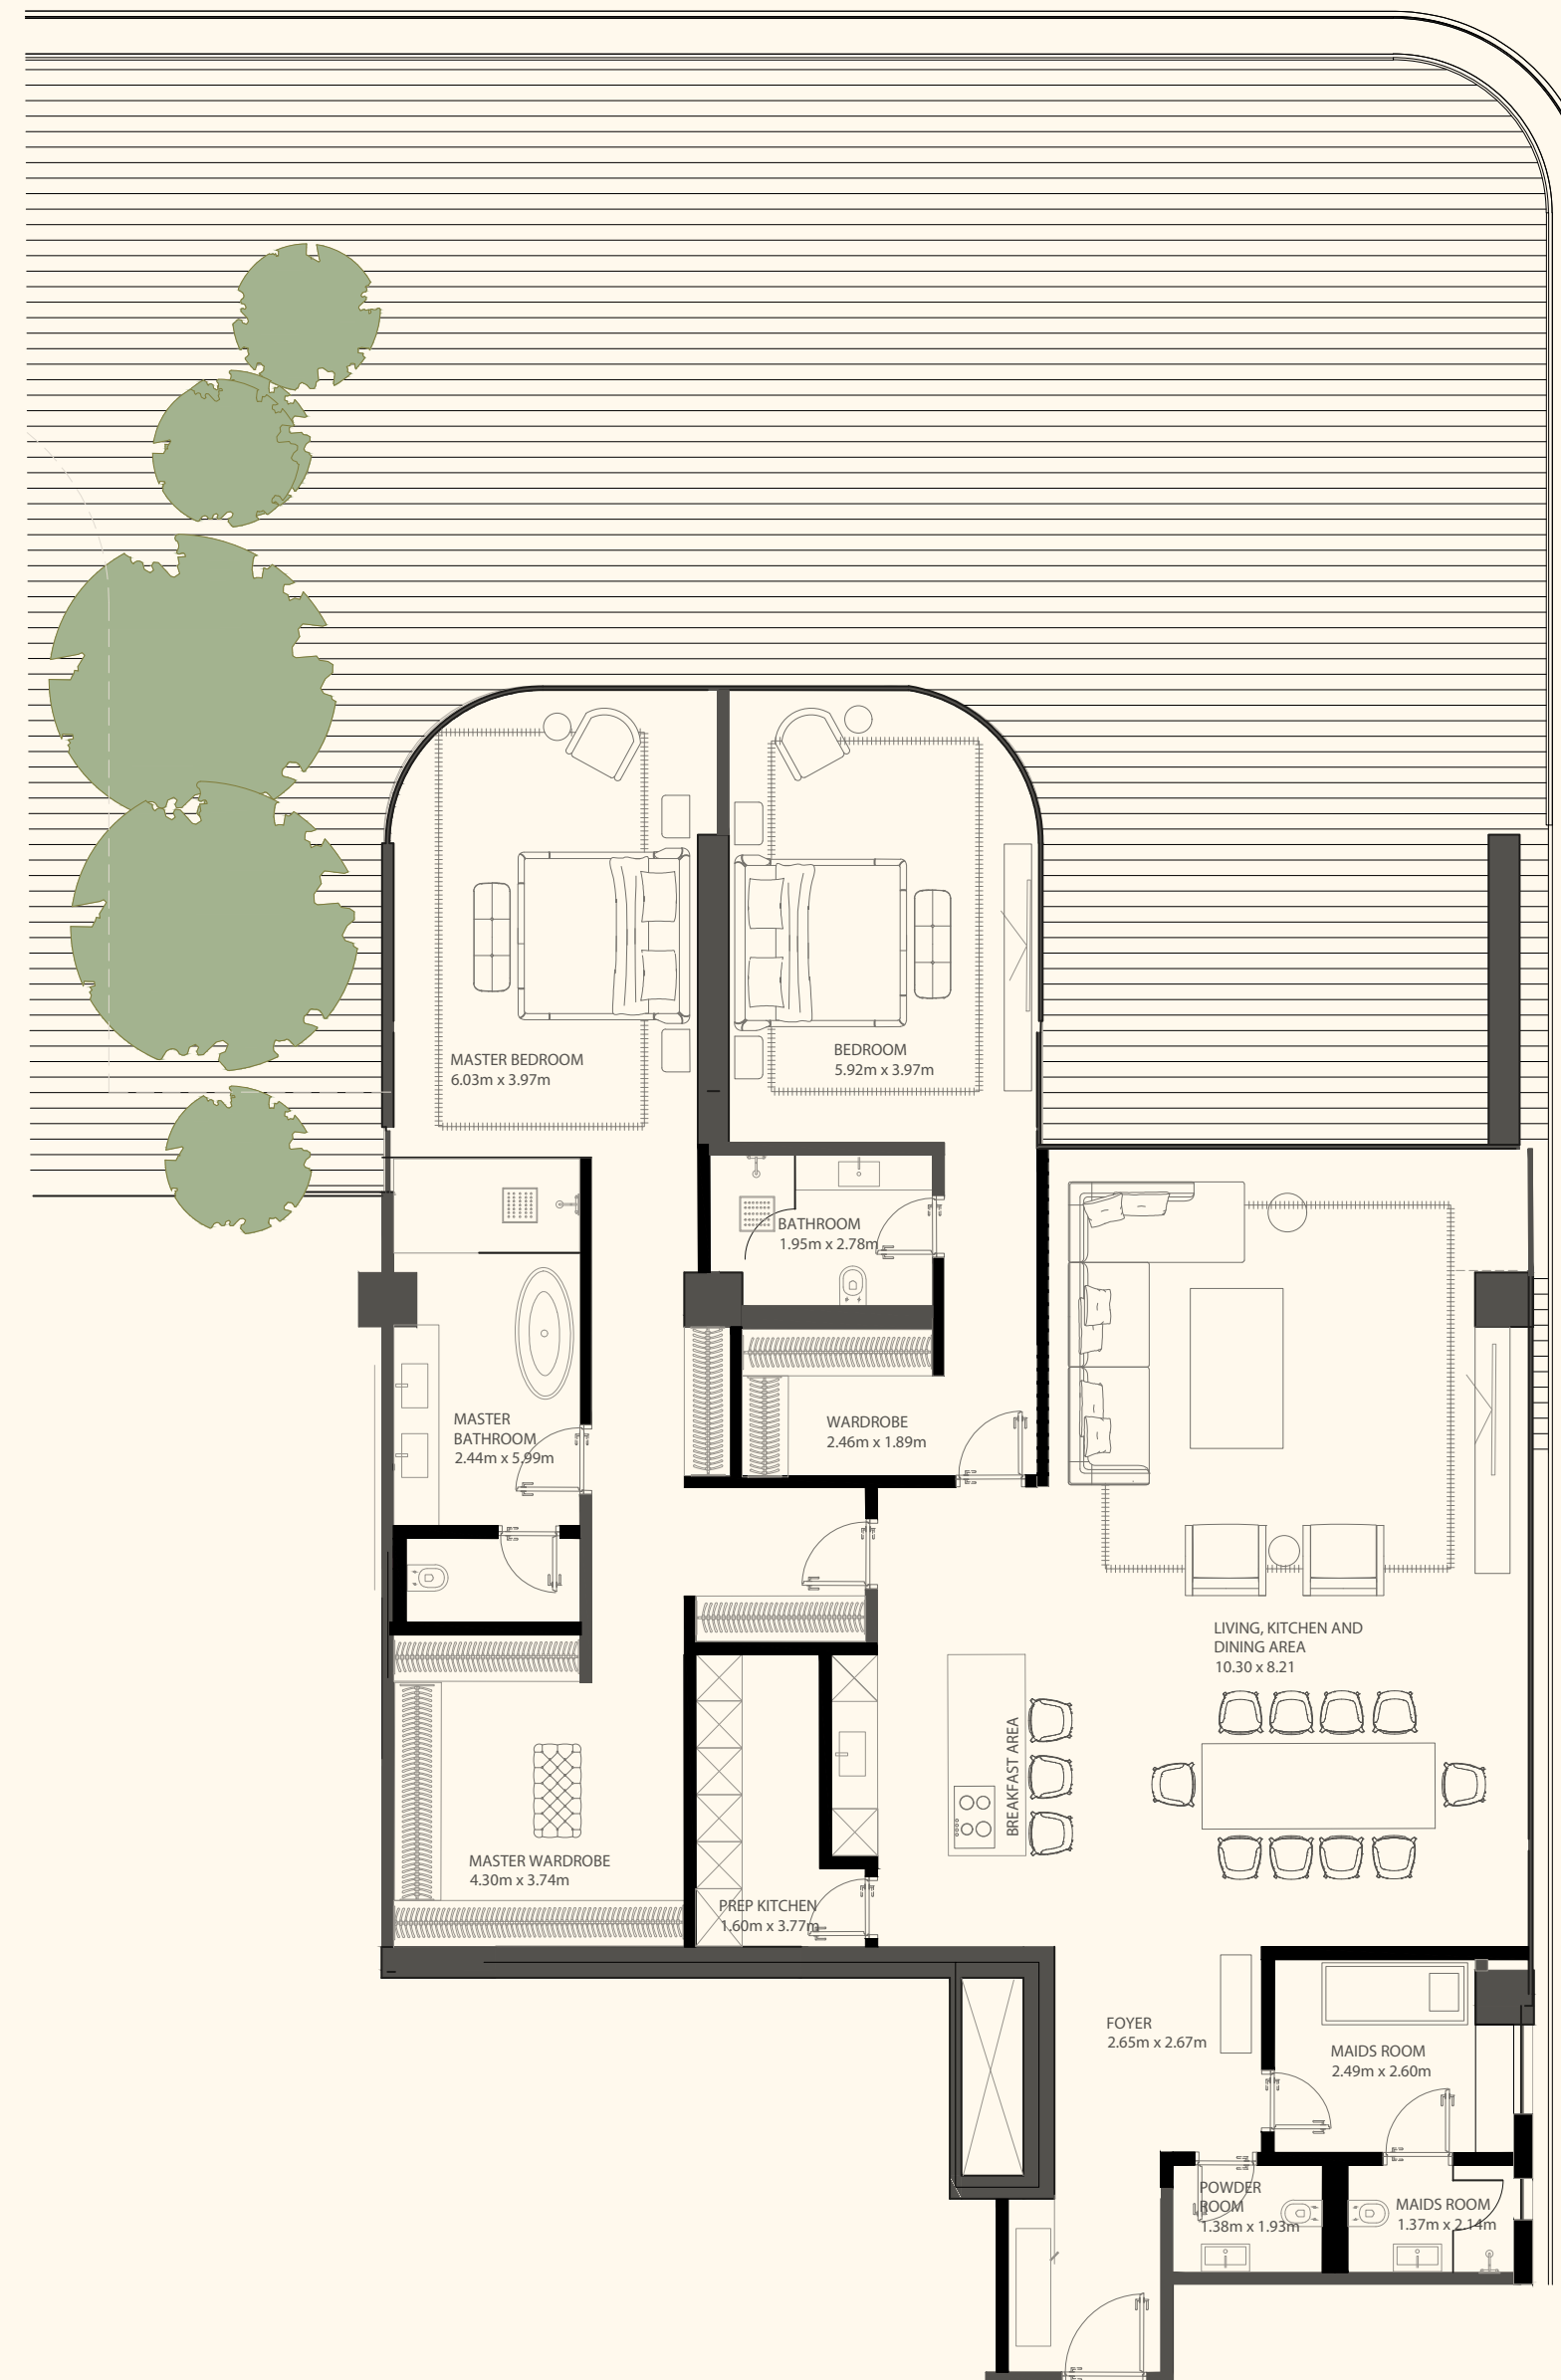 MASTER BEDROOM
6.03m x 3.97m
BEDROOM
5.92m x 3.97m
BATHROOM
1.95m x 2.78m
MASTER
BATHROOM
2.44m x 5.99m
WARDROBE
2.46m x 1.89m
LIVING, KITCHEN AND
DINING AREA
10.30 x 8.21
BREAKFAST AREA
MASTER WARDROBE
4.30m x 3.74m
PREP KITCHEN
1.60m x 3.77m
FOYER
2.65m x 2.67m
MAIDS ROOM
2.49m x 2.60m
POWDER
ROOM
1.38m x 1.93m
MAIDS ROOM
1.37m x 2.14m